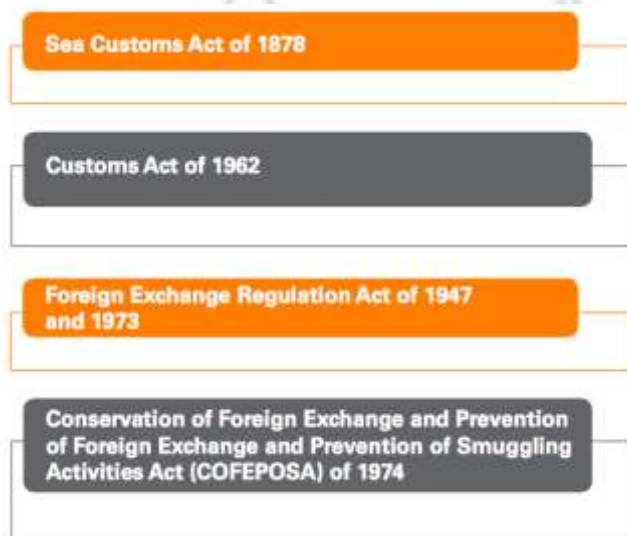 Sea Customs Act of 1878
Customs Act of 1962
Foreign Exchange Regulation Act of 1947
and 1973
Conservation of Foreign Exchange and Prevention
of Foreign Exchange and Prevention of Smuggling
Activities Act (COFEPOSA) of 1974